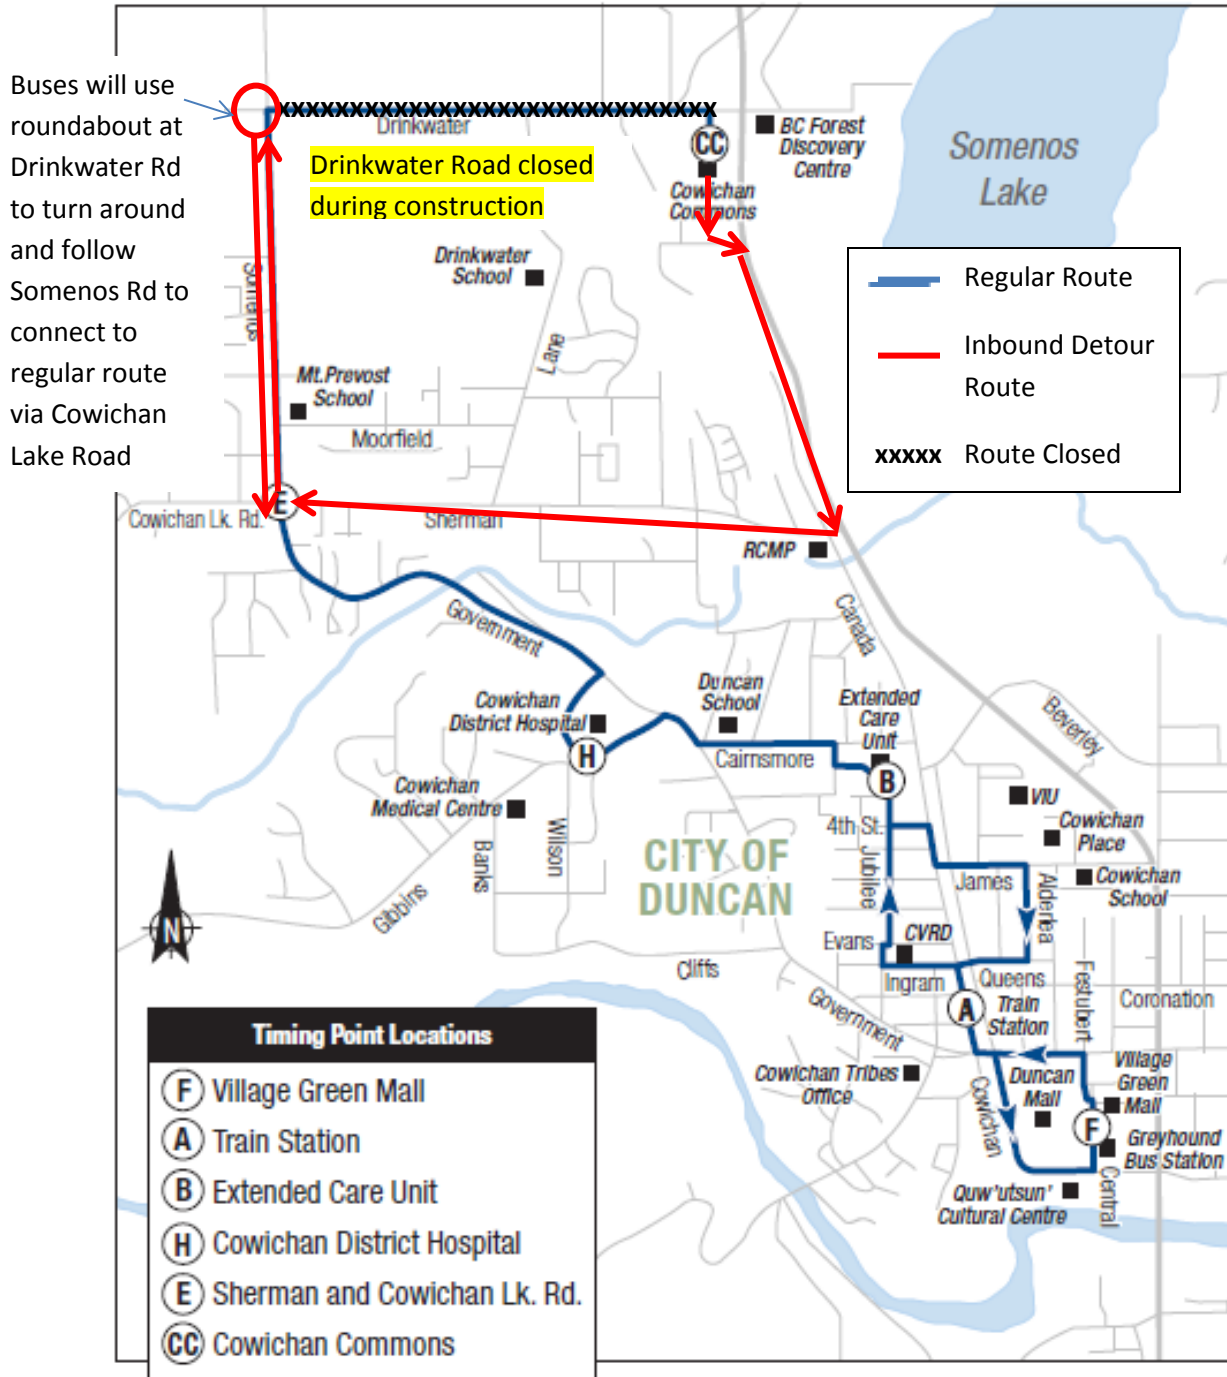 Buses will use
roundabout at
Drinkwater Rd
to turn around
and follow
Somenos Rd to
connect to
regular route
via Cowichan
Lake Road
xxxxxxxxxxxxxxxxxxxxxxxxxxxxxxxxxxxx
Drinkwater
Drinkwater Road closed
during construction
CC
Cowichan
Commons
BC Forest
Discovery
Centre
Somenos
Lake
Regular Route
Inbound Detour
Route
xxxxx Route Closed
Drinkwater
School
Somenos
Lane
Mt.Prevost
School
Moorfield
E
Cowichan Lk. Rd.
Sherman
RCMP
Canada
Government
Cowichan
District Hospital
H
Duncan
School
Extended
Care
Unit
B
Beverley
Cairnsmore
Cowichan
Medical Centre
Banks
Wilson
Gibbins
CITY OF
DUNCAN
4th St.
Jubilee
VIU
Cowichan
Place
James
Alderlea
Cowichan
School
Evans
CVRD
Ingram
Queens
Festubert
Coronation
Cliffs
Government
A
Train
Station
Cowichan Tribes
Office
Cowichan
Duncan
Mall
Village
Green
Mall
F
Greyhound
Bus Station
Quw'utsun'
Cultural Centre
Central
N
Timing Point Locations
F Village Green Mall
A Train Station
B Extended Care Unit
H Cowichan District Hospital
E Sherman and Cowichan Lk. Rd.
CC Cowichan Commons